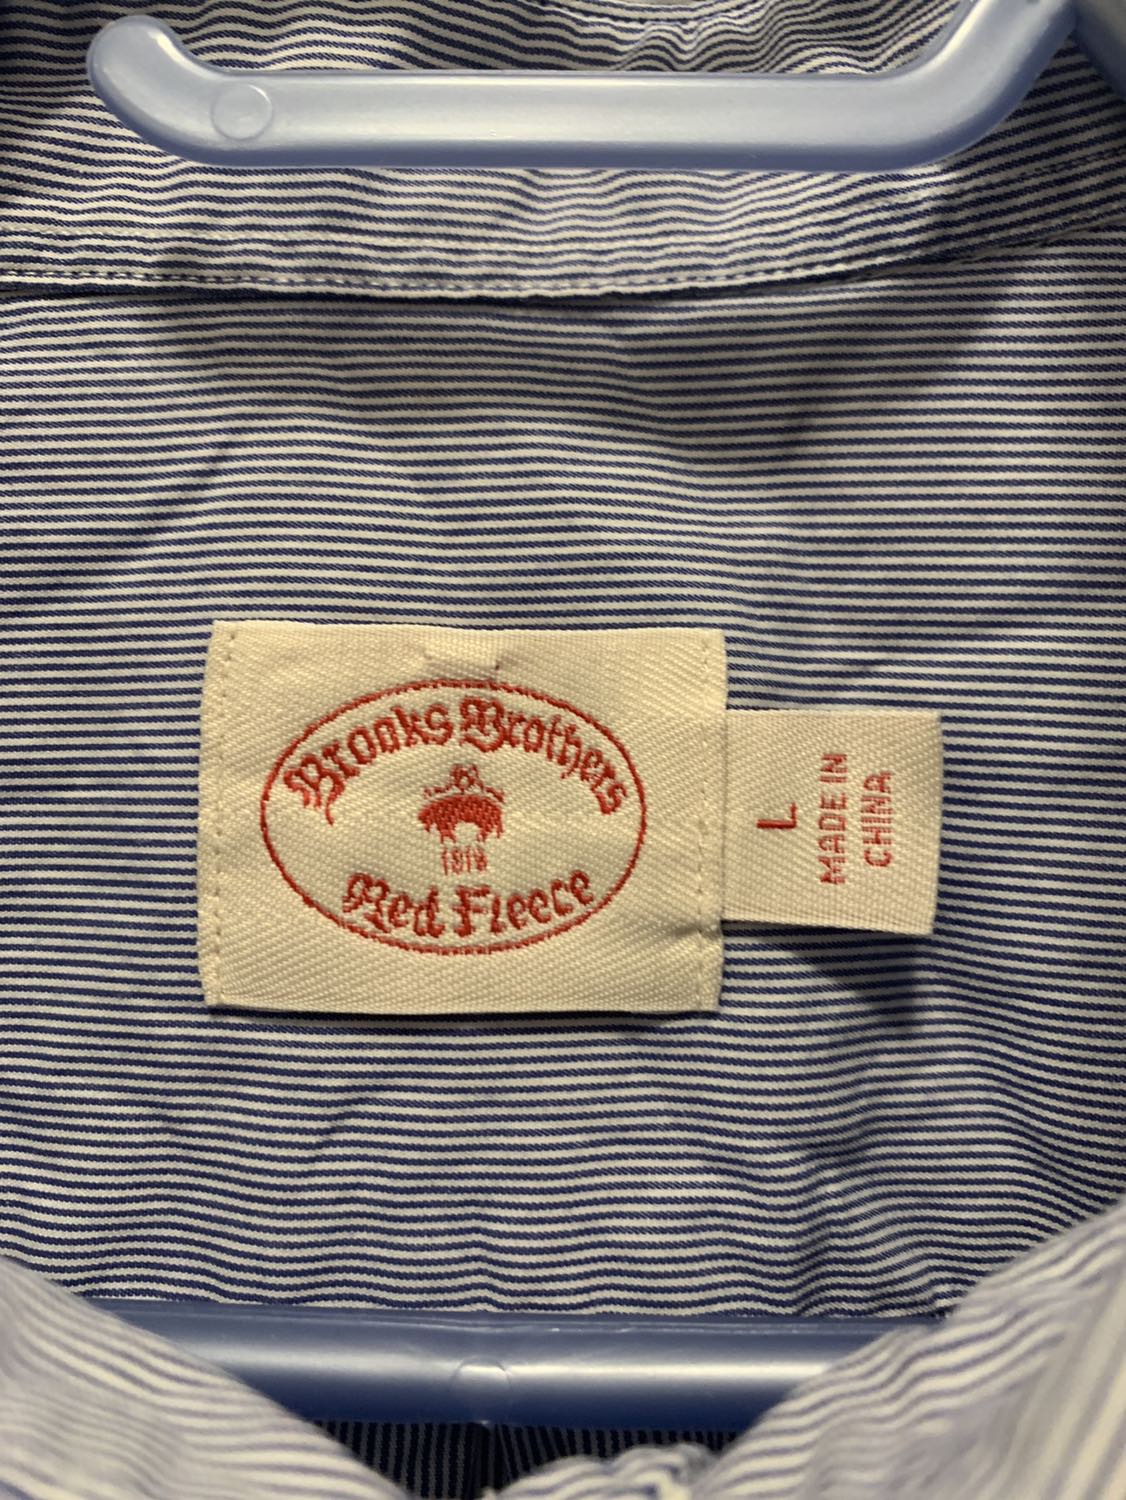 Brooks Brothers
1818
Red Fleece
L
MADE IN
CHINA